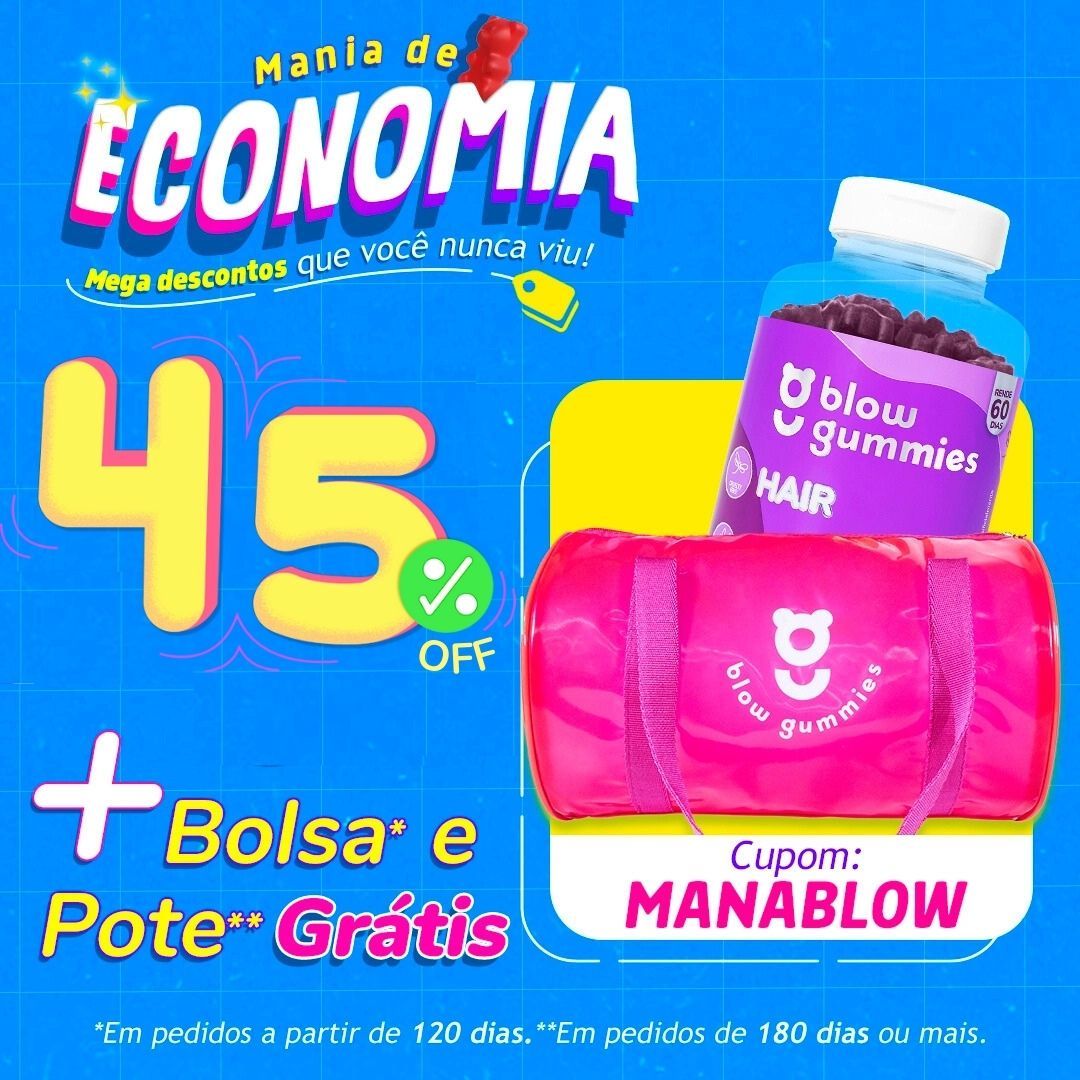 Mania de
ECONOMIA
Mega descontos que você nunca viu!
45
% OFF
+ Bolsa* e
Pote** Grátis
blow
gummies
HAIR
RENDE
60
DIAS
blow gummies
Cupom:
MANABLOW
*Em pedidos a partir de 120 dias.**Em pedidos de 180 dias ou mais.